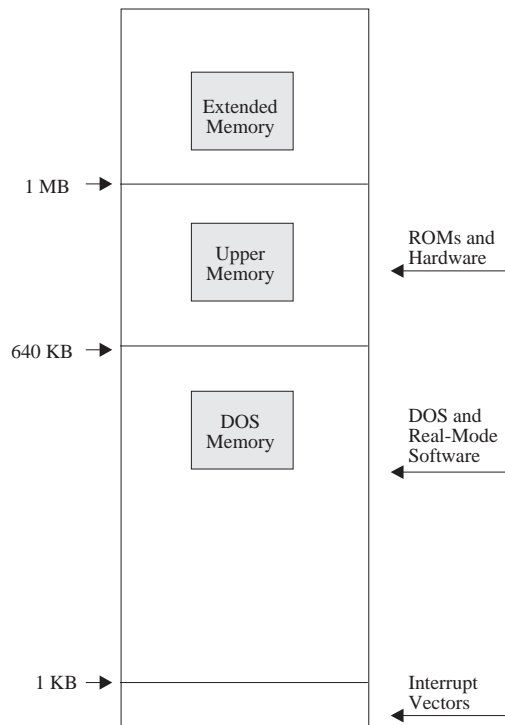 Extended
Memory
1 MB
Upper
Memory
ROMs and
Hardware
640 KB
DOS
Memory
DOS and
Real-Mode
Software
1 KB
Interrupt
Vectors